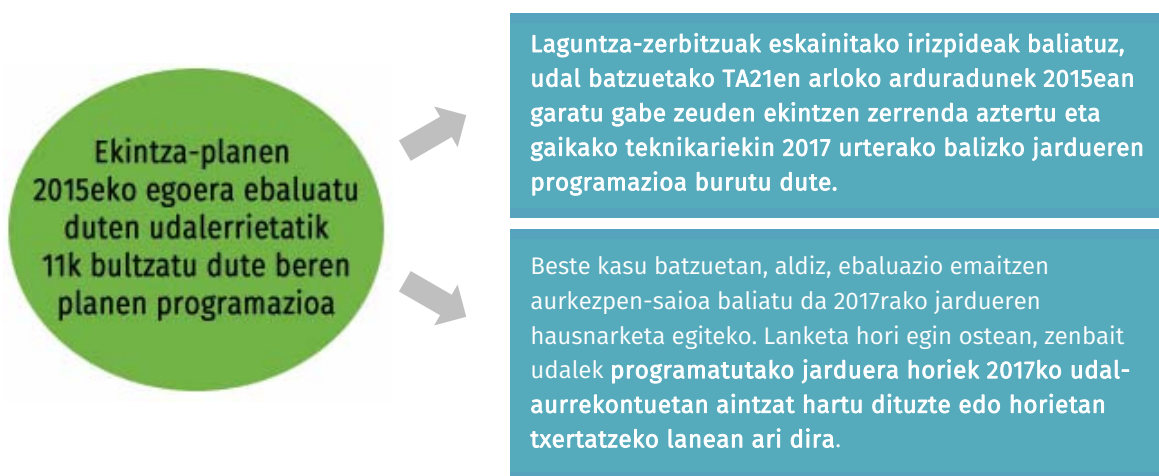 Ekintza-planen
2015eko egoera ebaluatu
duten udalerrietatik
11k bultzatu dute beren
planen programazioa
Laguntza-zerbitzuak eskainitako irizpideak baliatuz,
udal batzuetako TA21en arloko arduradunek 2015ean
garatu gabe zeuden ekintzen zerrenda aztertu eta
gaikako teknikariekin 2017 urterako balizko jardueren
programazioa burutu dute.
Beste kasu batzuetan, aldiz, ebaluazio emaitzen
aurkezpen-saioa baliatu da 2017rako jardueren
hausnarketa egiteko. Lanketa hori egin ostean, zenbait
udalek programatutako jarduera horiek 2017ko udal-
aurrekontuetan aintzat hartu dituzte edo horietan
txertatzeko lanean ari dira.